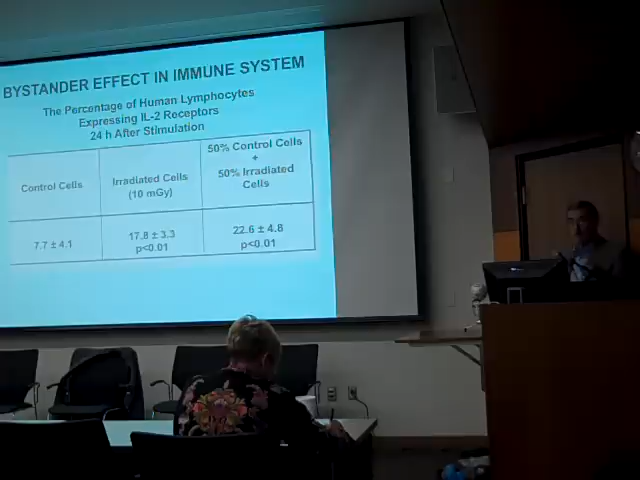 BYSTANDER EFFECT IN IMMUNE SYSTEM
The Percentage of Human Lymphocytes
Expressing IL-2 Receptors
24 h After Stimulation
Control Cells
Irradiated Cells
(10 mGy)
50% Control Cells
+
50% Irradiated
Cells
7.7 ± 4.1
17.8 ± 3.3
p<0.01
22.6 ± 4.8
p<0.01